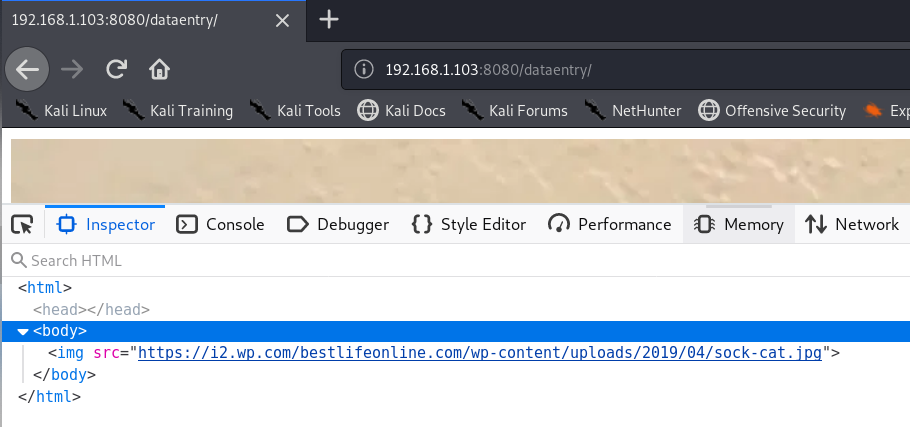 192.168.1.103:8080/dataentry/
192.168.1.103:8080/dataentry/
Kali Linux Kali Training Kali Tools Kali Docs Kali Forums NetHunter Offensive Security
Inspector Console Debugger Style Editor Performance Memory Network
Search HTML
<html>
<head></head>
<body>
<img src="https://i2.wp.com/bestlifeonline.com/wp-content/uploads/2019/04/sock-cat.jpg">
</body>
</html>